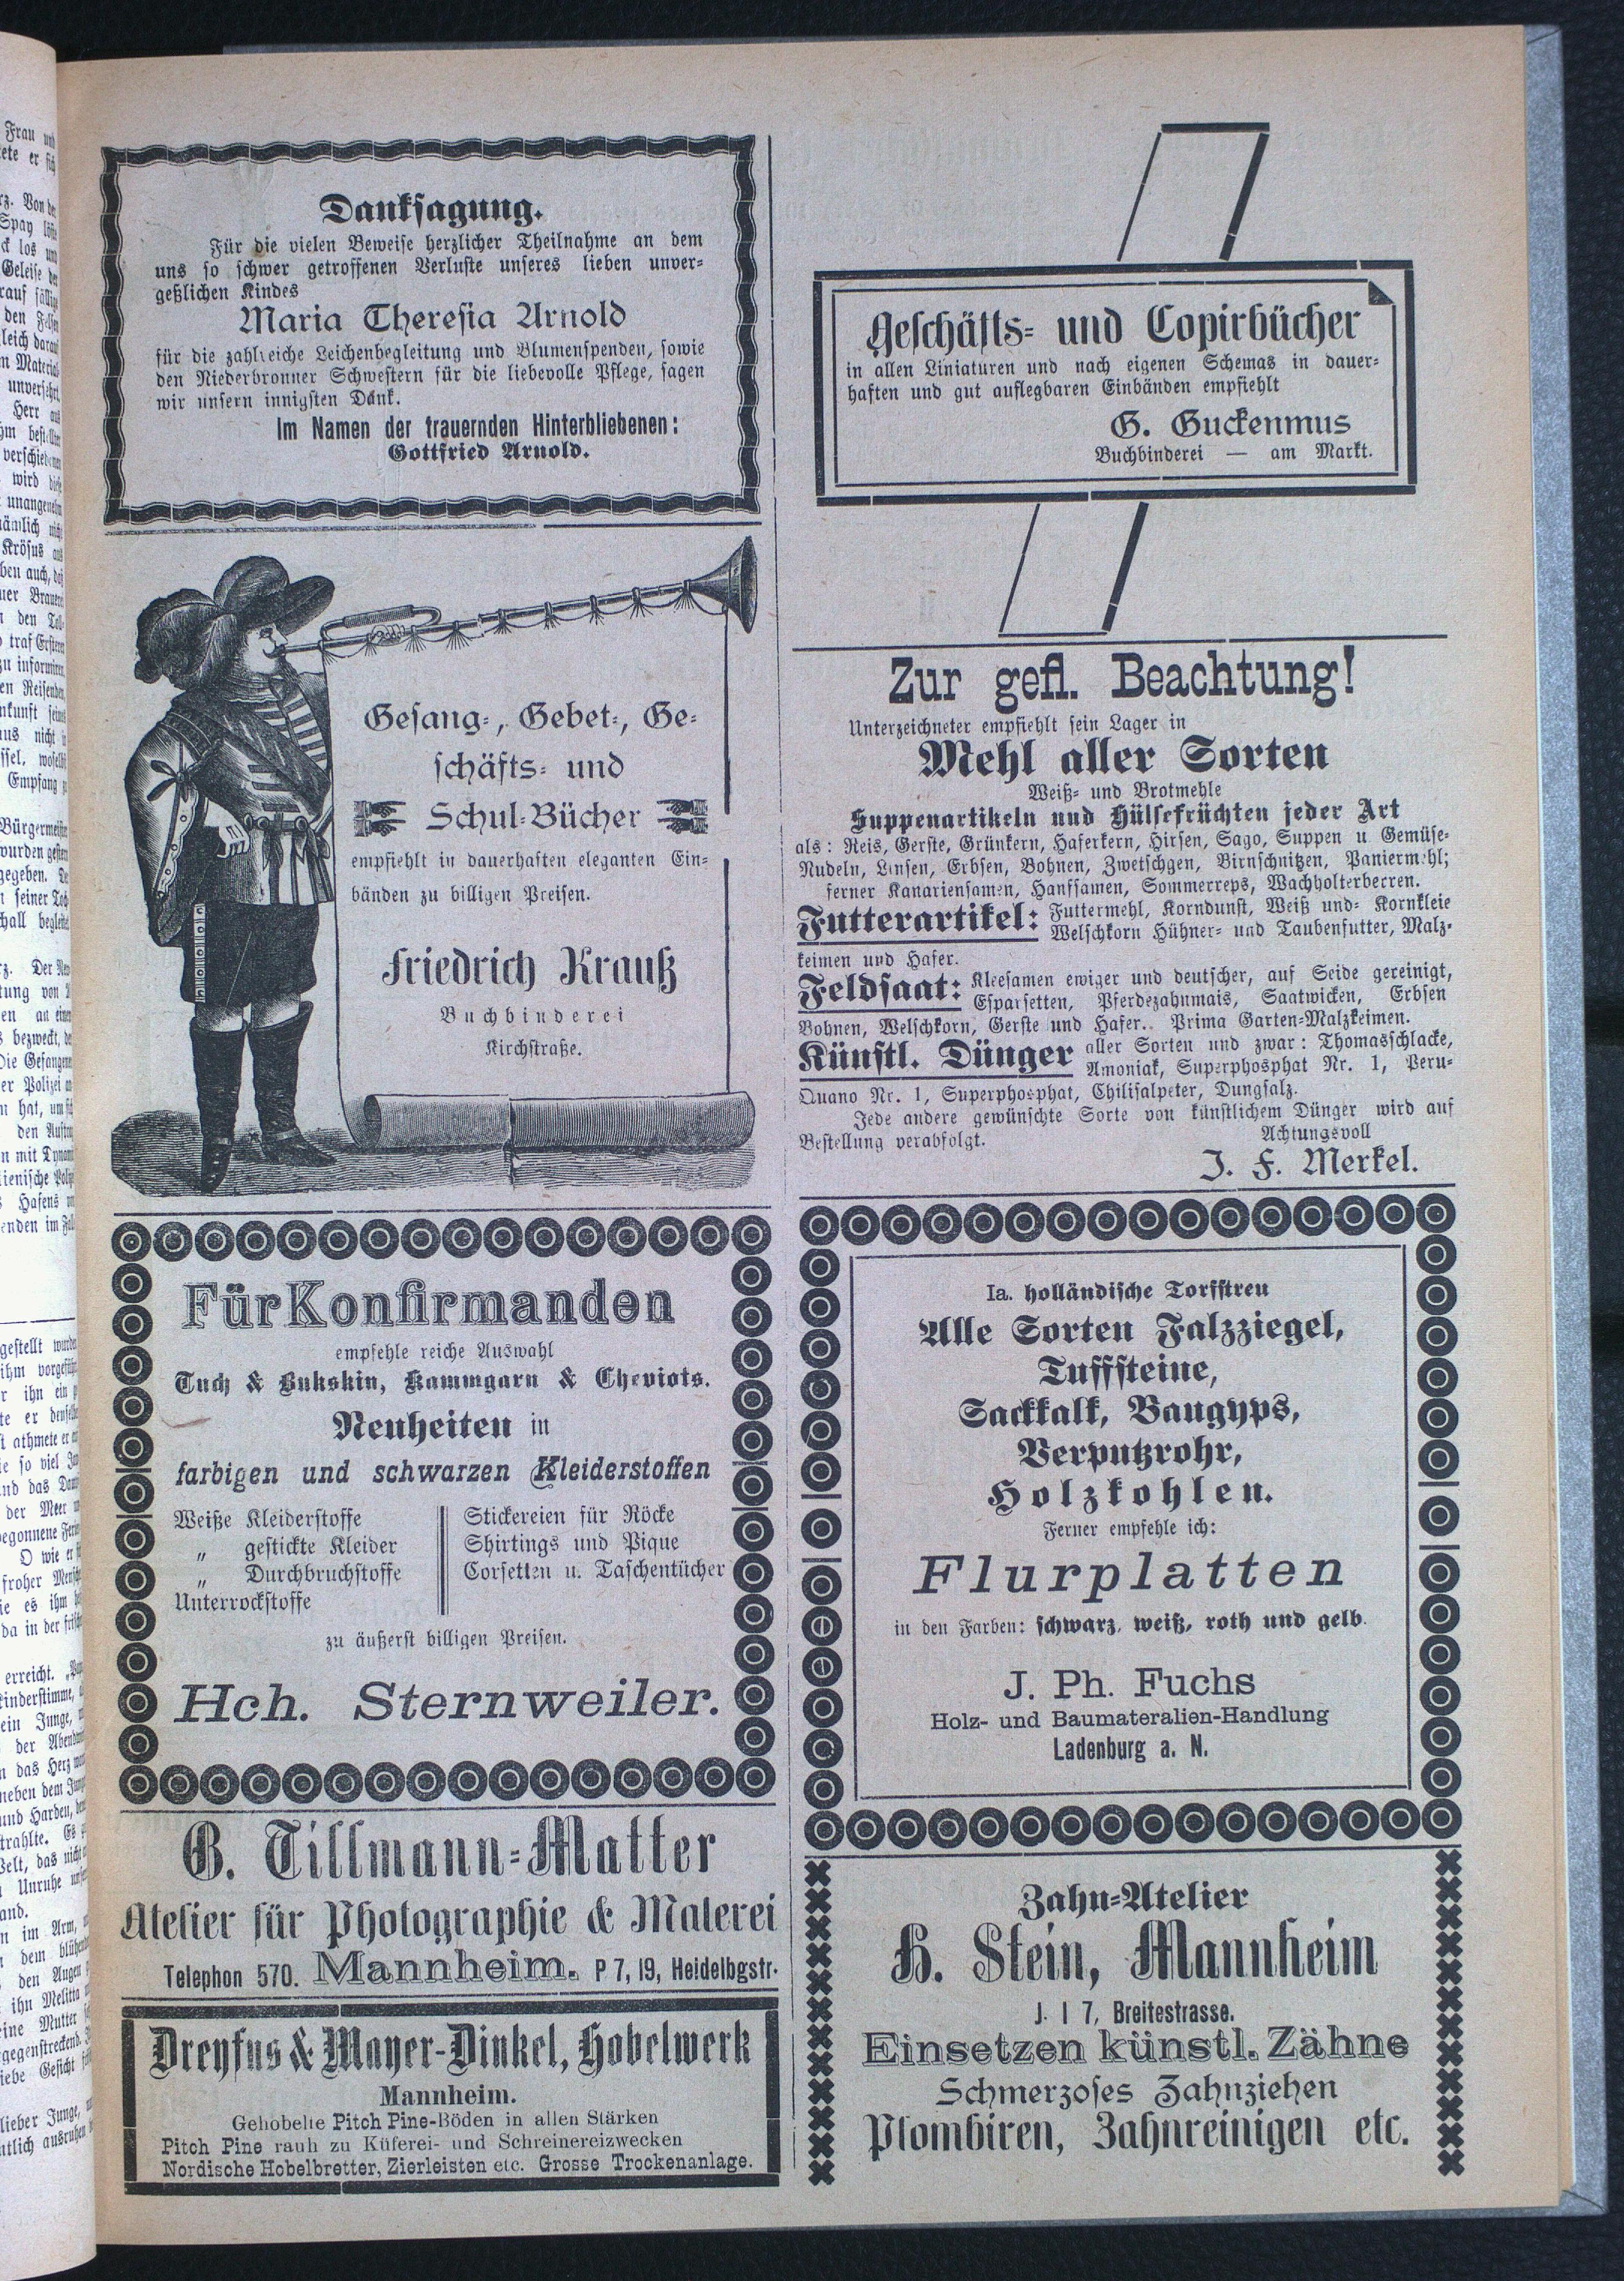 Danksagung.
Für die vielen Beweise herzlicher Theilnahme an dem
uns so schwer getroffenen Verluste unseres lieben unver-
geßlichen Kindes
Maria Theresia Arnold
für die zahlreiche Leichenbegleitung und Blumenspenden, sowie
den Niederbronner Schwestern für die liebevolle Pflege, sagen
wir unsern innigsten Dank.
Im Namen der trauernden Hinterbliebenen:
Gottfried Arnold.
Gesang-, Gebet-, Ge-
schäfts- und
Schul-Bücher
empfiehlt in dauerhaften eleganten Ein-
bänden zu billigen Preisen.
Friedrich Krauß
Buchbinderei
Kirchstraße.
Für Konfirmanden
empfehle reiche Auswahl
Tuch & Bukskin, Kammgarn & Cheviots.
Neuheiten in
farbigen und schwarzen Kleiderstoffen
Weiße Kleiderstoffe
" gestickte Kleider
" Durchbruchstoffe
Unterrockstoffe
Stickereien für Röcke
Shirtings und Pique
Corsetten u. Taschentücher
zu äußerst billigen Preisen.
Hch. Sternweiler.
G. Tillmann-Matter
Atelier für Photographie & Malerei
Telephon 570. Mannheim. P 7, 19, Heidelbgstr.
Dreyfus & Mayer-Dinkel, Hobelwerk
Mannheim.
Gehobelte Pitch Pine-Böden in allen Stärken
Pitch Pine rauh zu Küferei- und Schreinereizwecken
Nordische Hobelbretter, Zierleisten etc. Grosse Trockenanlage.
Geschäfts- und Copirbücher
in allen Liniaturen und nach eigenen Schemas in dauer-
haften und gut auflegbaren Einbänden empfiehlt
G. Guckenmus
Buchbinderei — am Markt.
Zur gefl. Beachtung!
Unterzeichneter empfiehlt sein Lager in
Mehl aller Sorten
Weiß- und Brotmehle
Suppenartikeln und Hülsefrüchten jeder Art
als: Reis, Gerste, Grünkern, Haferkern, Hirsen, Sago, Suppen u Gemüse-
Nudeln, Linsen, Erbsen, Bohnen, Zwetschgen, Birnschnitzen, Paniermehl;
ferner Kanariensamen, Hanfsamen, Sommerreps, Wachholterbeeren.
Futterartikel: Futtermehl, Korndunst, Weiß und- Kornkleie
Welschkorn Hühner- und Taubenfutter, Malz-
keimen und Hafer.
Feldsaat: Kleesamen ewiger und deutscher, auf Seide gereinigt,
Esparsetten, Pferdezahnmais, Saatwicken, Erbsen
Bohnen, Welschkorn, Gerste und Hafer.. Prima Garten-Malzkeimen.
Künstl. Dünger aller Sorten und zwar: Thomasschlacke,
Amoniak, Superphosphat Nr. 1, Peru-
Quano Nr. 1, Superphosphat, Chilisalpeter, Dungsalz.
Jede andere gewünschte Sorte von künstlichem Dünger wird auf
Bestellung verabfolgt.
Achtungsvoll
J. F. Merkel.
Ia. holländische Torfstreu
Alle Sorten Falzziegel,
Tuffsteine,
Sackkalk, Baugyps,
Verputzrohr,
Holzkohlen.
Ferner empfehle ich:
Flurplatten
in den Farben: schwarz, weiß, roth und gelb.
J. Ph. Fuchs
Holz- und Baumateralien-Handlung
Ladenburg a. N.
Zahn-Atelier
H. Stein, Mannheim
J. 1 7, Breitestrasse.
Einsetzen künstl. Zähne
Schmerzoses Zahnziehen
Plombiren, Zahnreinigen etc.